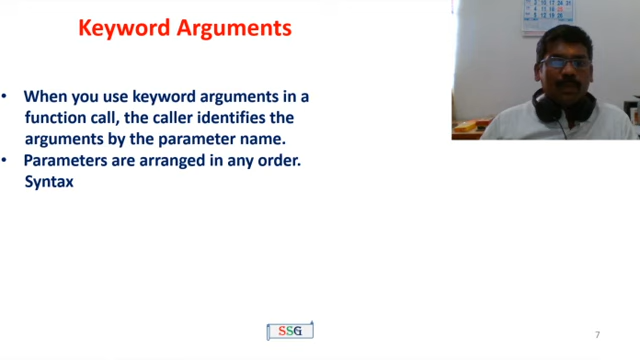 Keyword Arguments
• When you use keyword arguments in a
function call, the caller identifies the
arguments by the parameter name.
• Parameters are arranged in any order.
Syntax
SSG
7